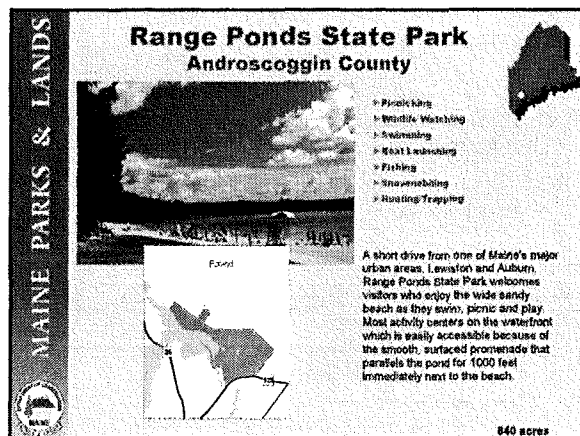 MAINE PARKS & LANDS
Range Ponds State Park
Androscoggin County
Picnicking
Wildlife Watching
Swimming
Boat Launching
Fishing
Snowmobiling
Hunting/Trapping
Poland
26
122
A short drive from one of Maine's major
urban areas, Lewiston and Auburn,
Range Ponds State Park welcomes
visitors who enjoy the wide sandy
beach as they swim, picnic and play.
Most activity centers on the waterfront
which is easily accessible because of
the smooth, surfaced promenade that
parallels the pond for 1000 feet
immediately next to the beach.
MAINE
840 acres